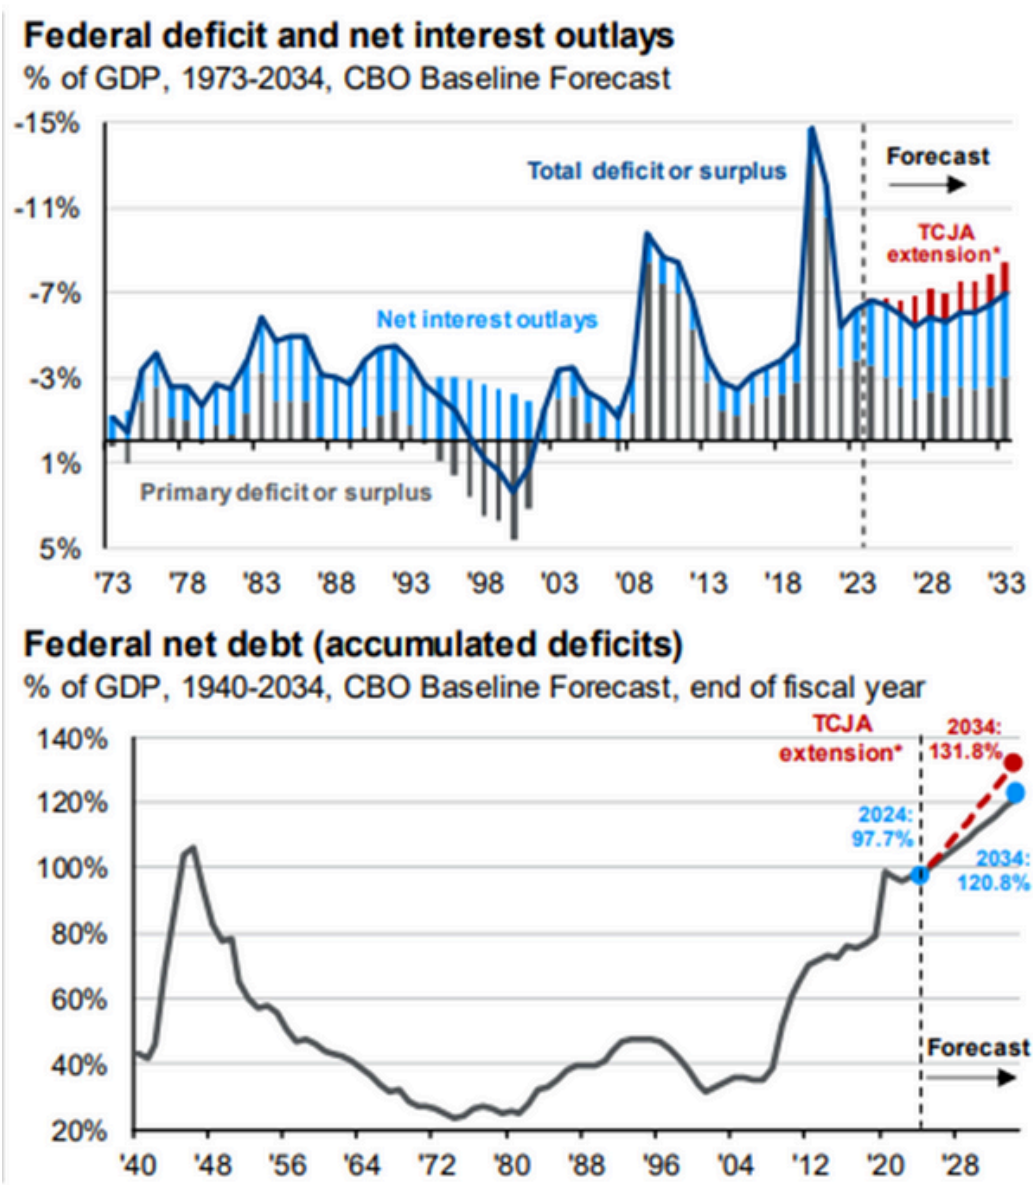 Federal deficit and net interest outlays
% of GDP, 1973-2034, CBO Baseline Forecast
-15%
Total deficit or surplus
Forecast
-11%
TCJA
extension*
-7%
Net interest outlays
-3%
1%
Primary deficit or surplus
5%
'73 '78 '83 '88 '93 '98 '03 '08 '13 '18 '23 '28 '33
Federal net debt (accumulated deficits)
% of GDP, 1940-2034, CBO Baseline Forecast, end of fiscal year
TCJA
extension*
2034:
131.8%
140%
120%
2024:
97.7%
100%
2034:
120.8%
80%
60%
40%
Forecast
20%
'40 '48 '56 '64 '72 '80 '88 '96 '04 '12 '20 '28